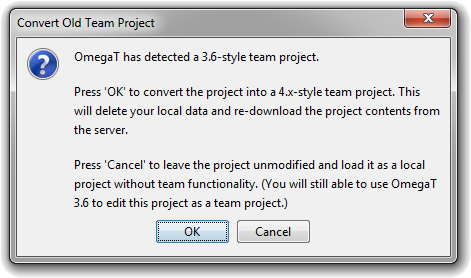 Convert Old Team Project
OmegaT has detected a 3.6-style team project.
Press 'OK' to convert the project into a 4.x-style team project. This
will delete your local data and re-download the project contents from
the server.
Press 'Cancel' to leave the project unmodified and load it as a local
project without team functionality. (You will still able to use OmegaT
3.6 to edit this project as a team project.)
OK
Cancel